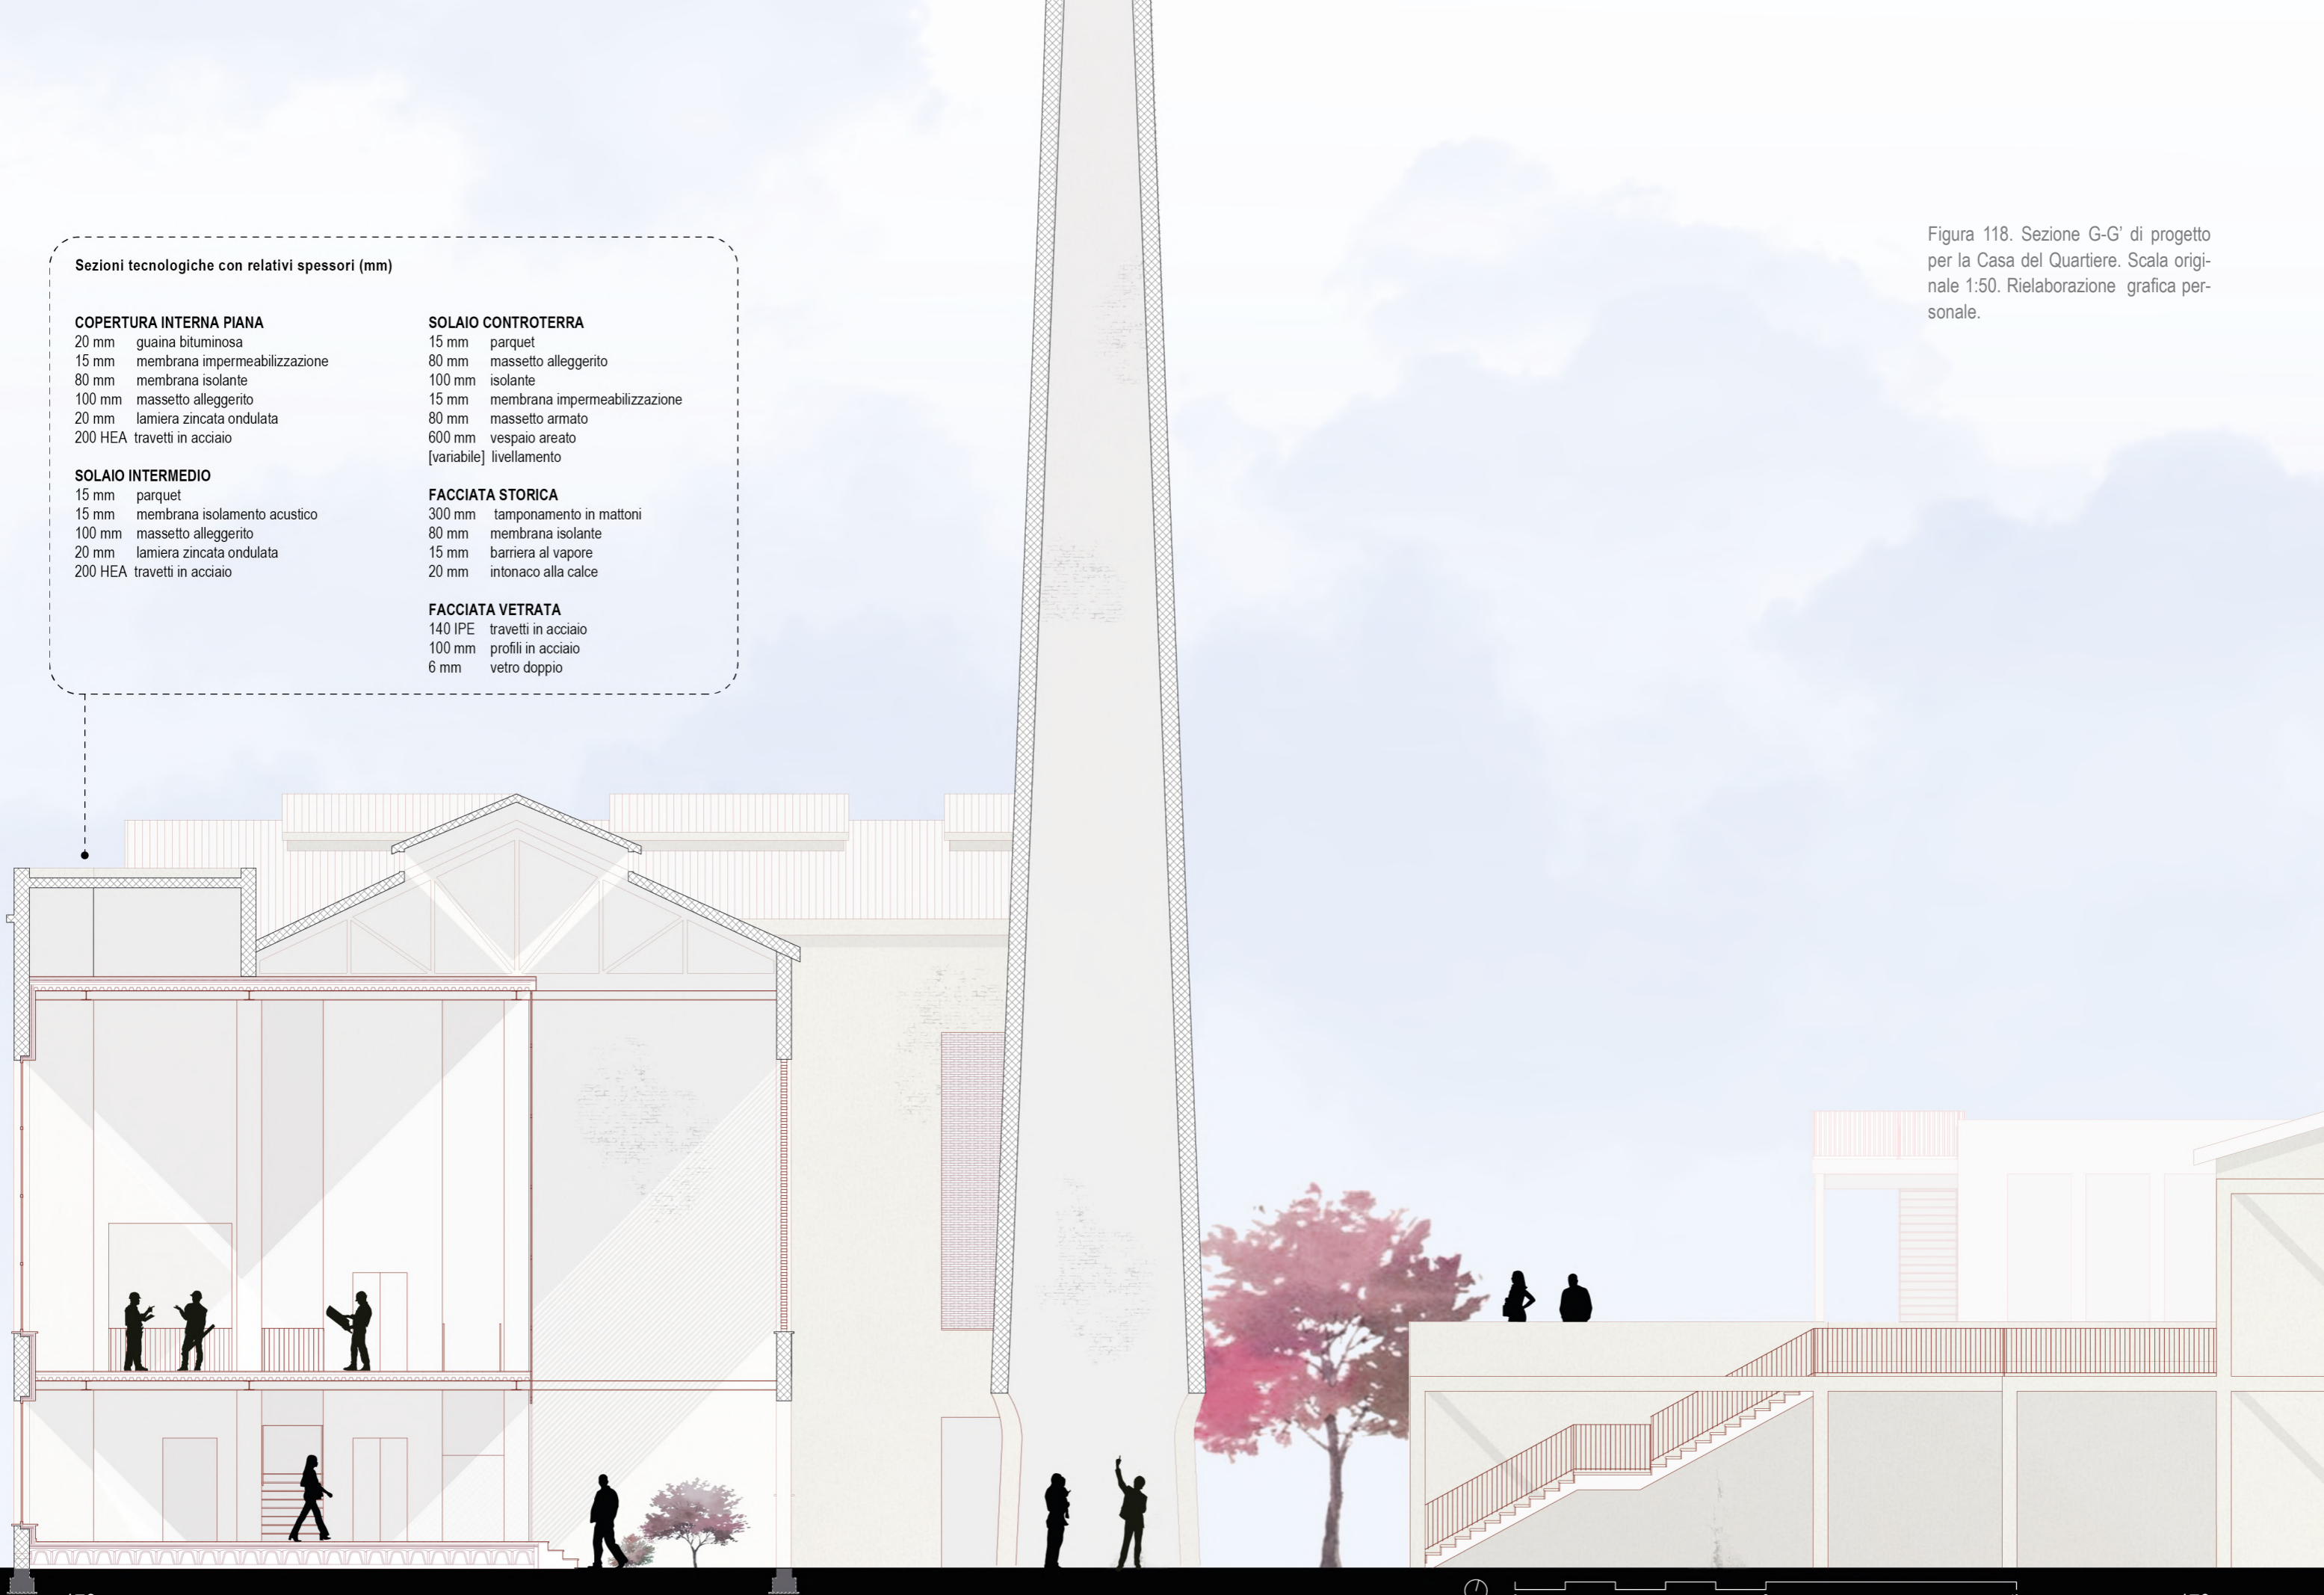 Sezioni tecnologiche con relativi spessori (mm)
COPERTURA INTERNA PIANA
20 mm guaina bituminosa
15 mm membrana impermeabilizzazione
80 mm membrana isolante
100 mm massetto alleggerito
20 mm lamiera zincata ondulata
200 HEA travetti in acciaio
SOLAIO INTERMEDIO
15 mm parquet
15 mm membrana isolamento acustico
100 mm massetto alleggerito
20 mm lamiera zincata ondulata
200 HEA travetti in acciaio
SOLAIO CONTROTERRA
15 mm parquet
80 mm massetto alleggerito
100 mm isolante
15 mm membrana impermeabilizzazione
80 mm massetto armato
600 mm vespaio areato
[variabile] livellamento
FACCIATA STORICA
300 mm tamponamento in mattoni
80 mm membrana isolante
15 mm barriera al vapore
20 mm intonaco alla calce
FACCIATA VETRATA
140 IPE travetti in acciaio
100 mm profili in acciaio
6 mm vetro doppio
Figura 118. Sezione G-G’ di progetto
per la Casa del Quartiere. Scala origi-
nale 1:50. Rielaborazione grafica per-
sonale.